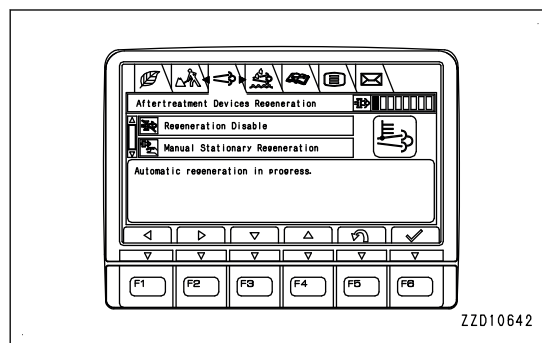 Aftertreatment Devices Regeneration
Regeneration Disable
Manual Stationary Regeneration
Automatic regeneration in progress.
F1 F2 F3 F4 F5 F6
ZZD10642